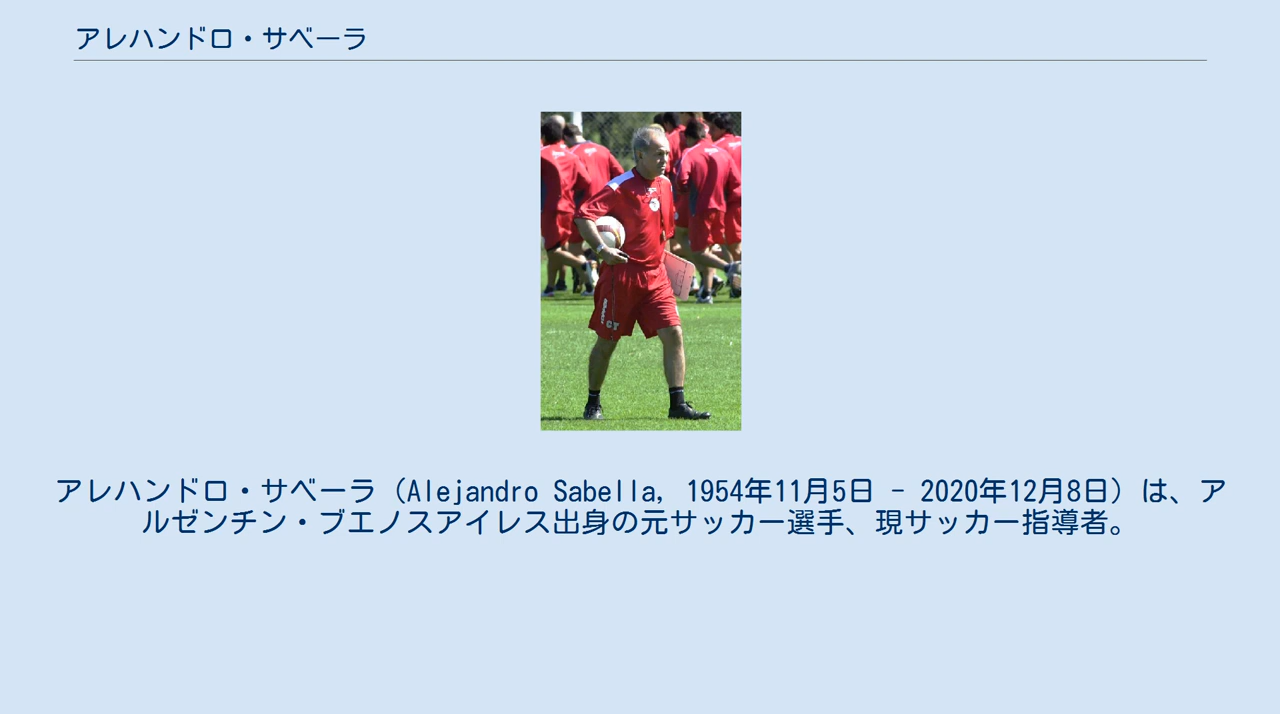 アレハンドロ・サベーラ
アレハンドロ・サベーラ（Alejandro Sabella, 1954年11月5日 - 2020年12月8日）は、ア
ルゼンチン・ブエノスアイレス出身の元サッカー選手、現サッカー指導者。